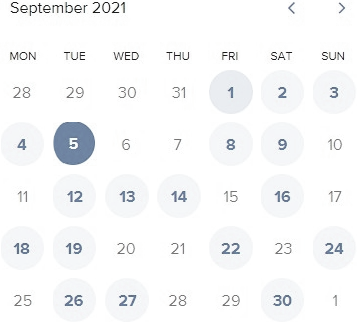 September 2021
MON TUE WED THU FRI SAT SUN
28 29 30 31 1 2 3
4 5 6 7 8 9 10
11 12 13 14 15 16 17
18 19 20 21 22 23 24
25 26 27 28 29 30 1